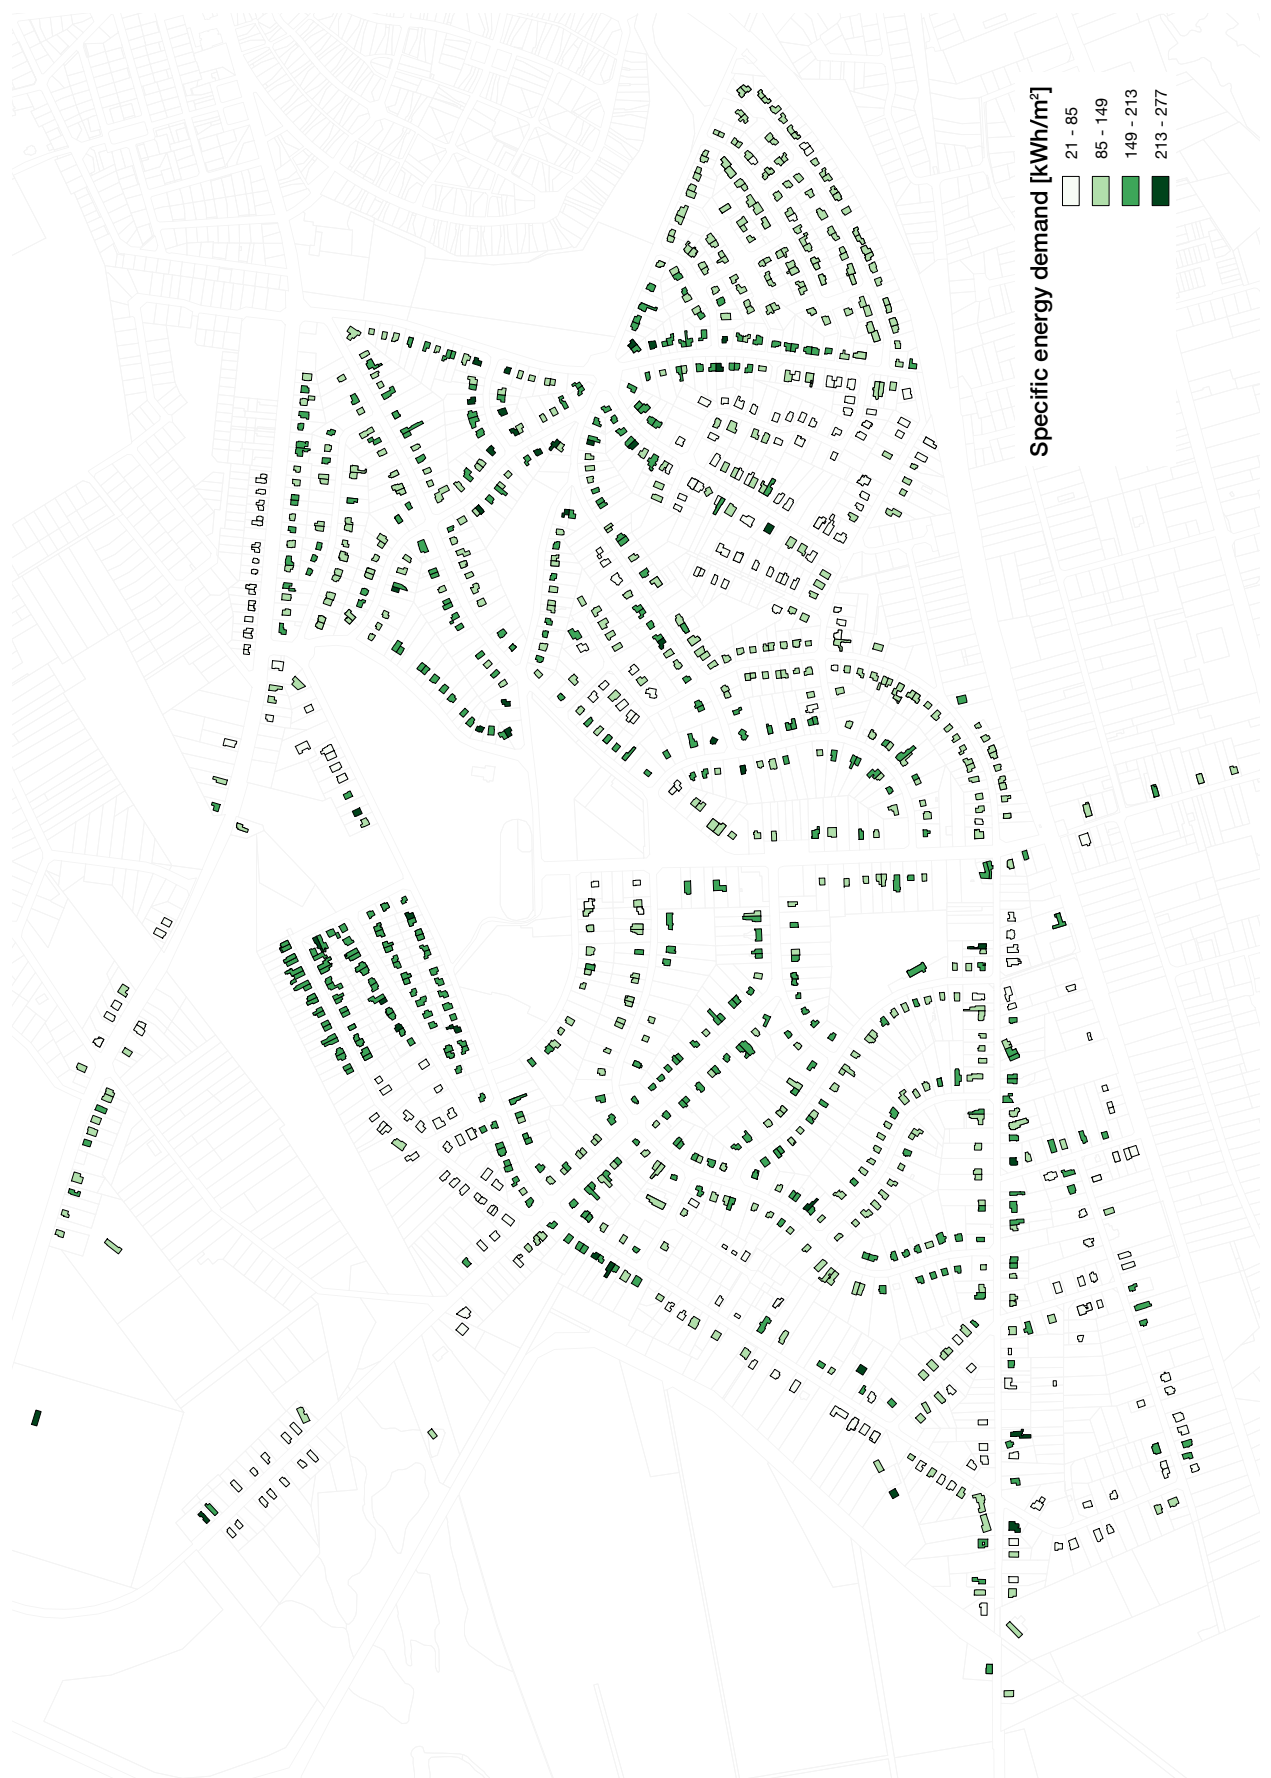 Specific energy demand [kWh/m²]
21 - 85
85 - 149
149 - 213
213 - 277